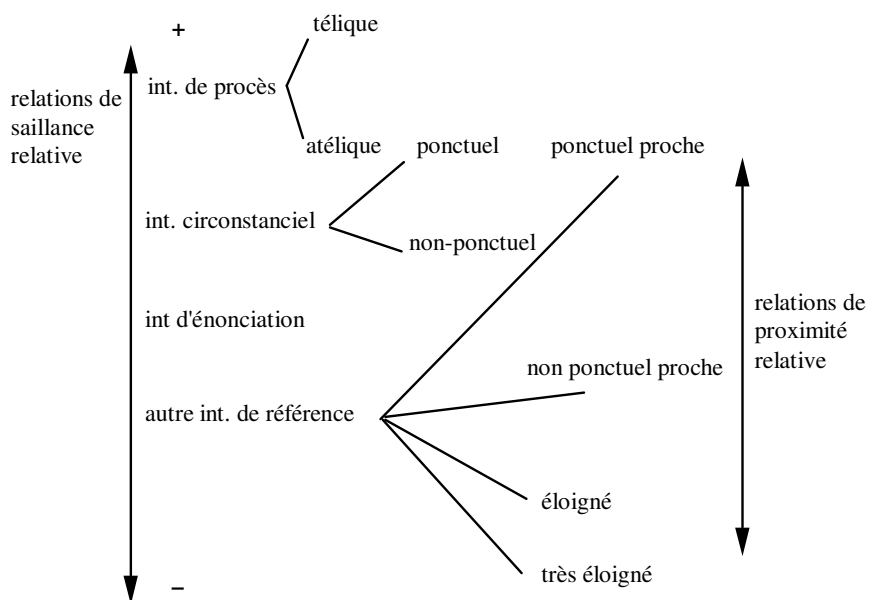 +
télique
int. de procès
relations de
saillance
relative
atélique
ponctuel
ponctuel proche
int. circonstanciel
non-ponctuel
int d'énonciation
relations de
proximité
relative
non ponctuel proche
autre int. de référence
éloigné
très éloigné
–